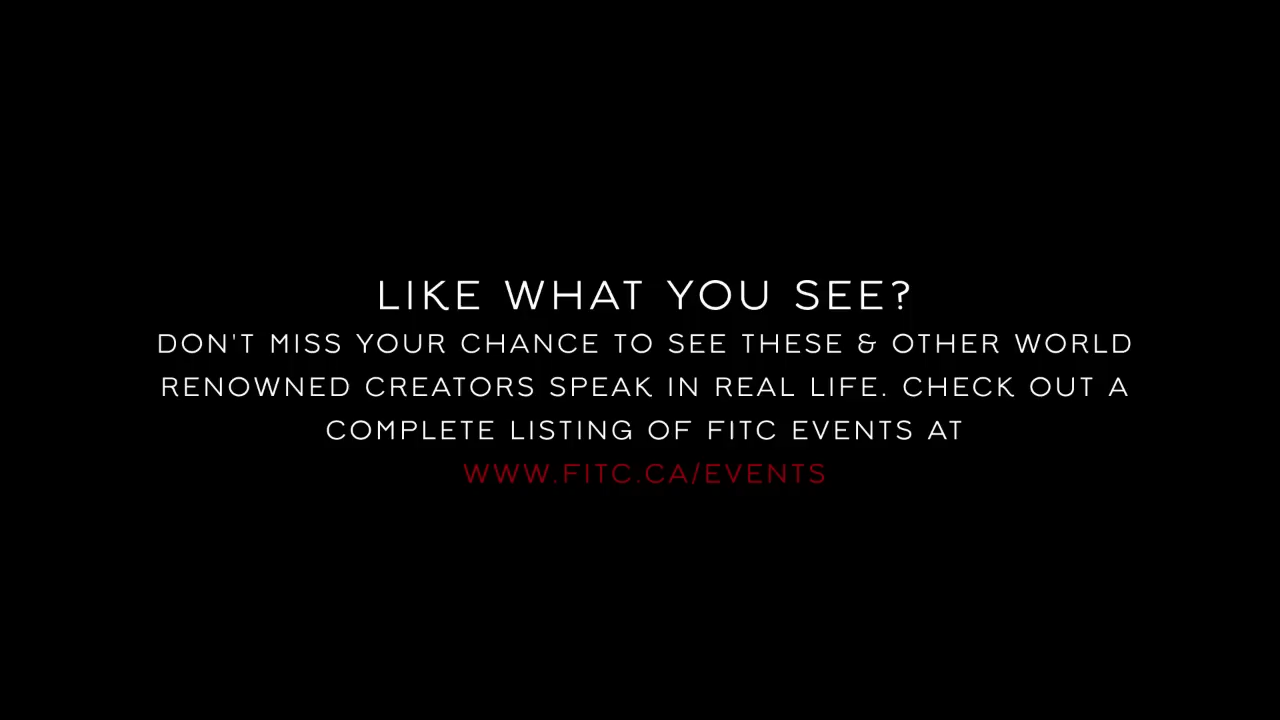 LIKE WHAT YOU SEE?
DON'T MISS YOUR CHANCE TO SEE THESE & OTHER WORLD
RENOWNED CREATORS SPEAK IN REAL LIFE. CHECK OUT A
COMPLETE LISTING OF FITC EVENTS AT
WWW.FITC.CA/EVENTS